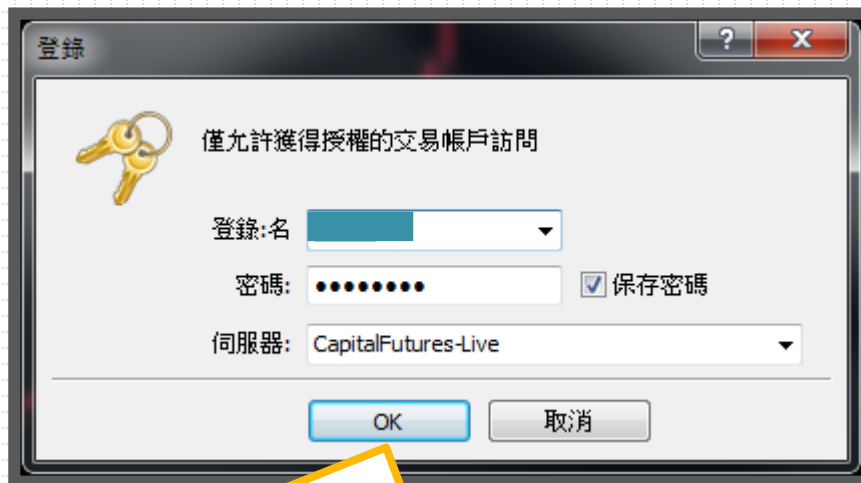 登錄
?
X
僅允許獲得授權的交易帳戶訪問
登錄:名
密碼: ●●●●●●●● 保存密碼
伺服器: CapitalFutures-Live
OK 取消